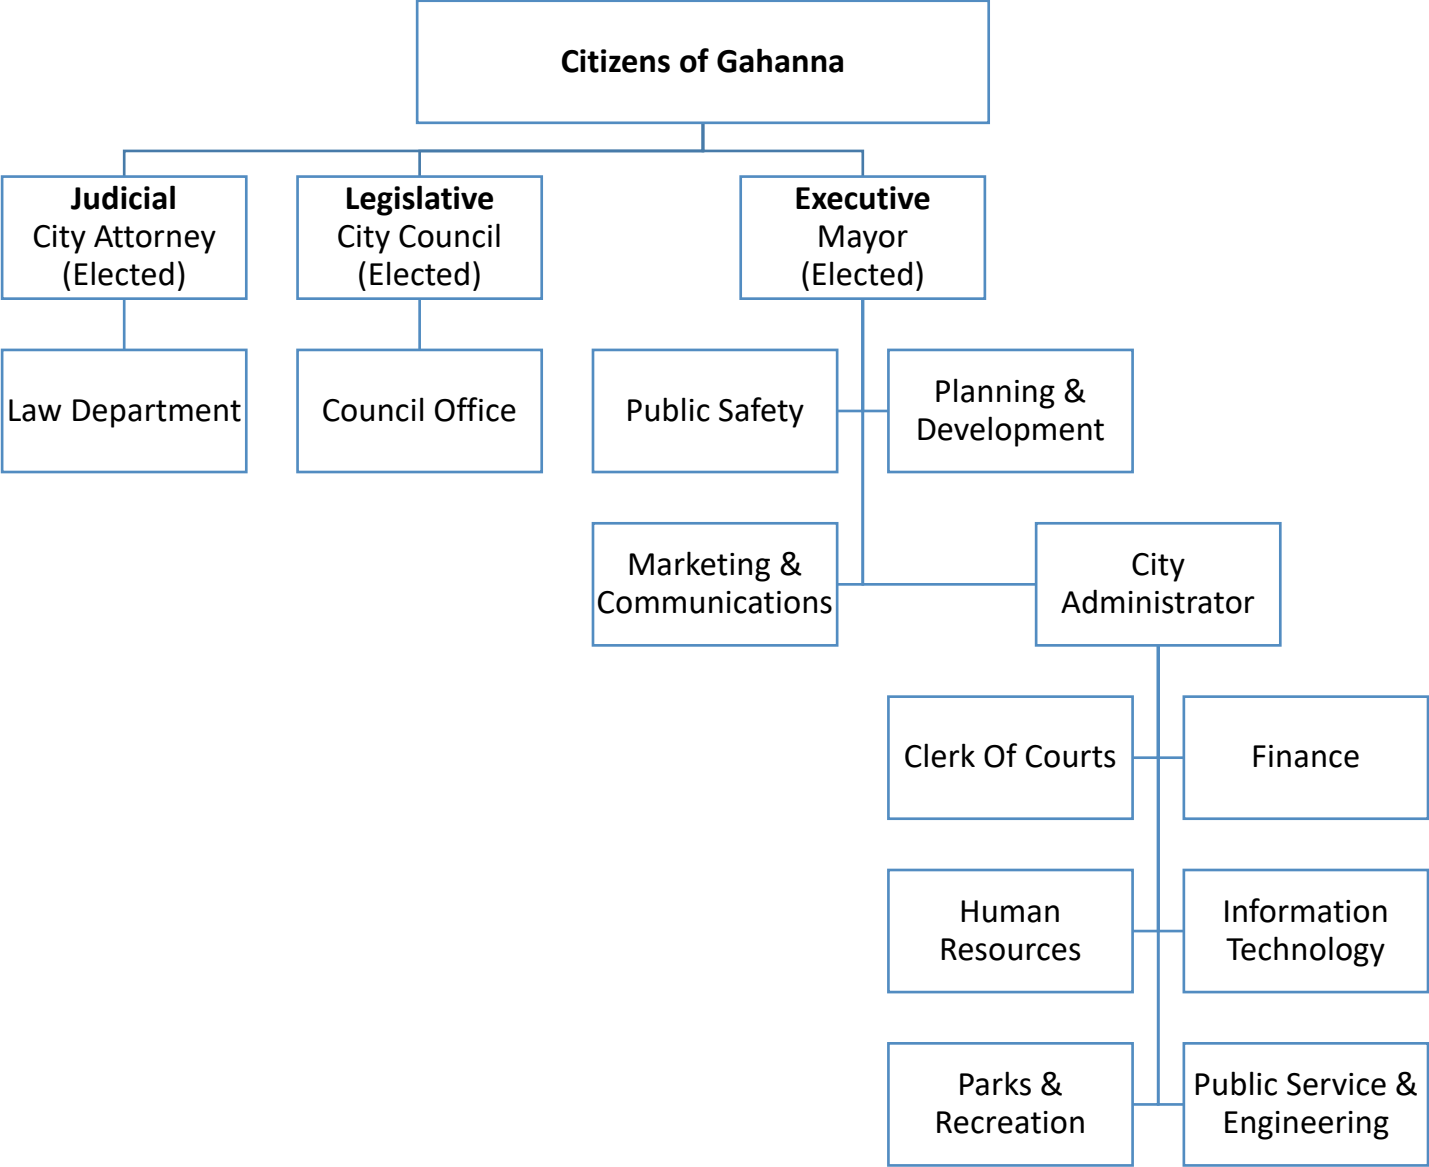 Citizens of Gahanna
Judicial
City Attorney
(Elected)
Legislative
City Council
(Elected)
Executive
Mayor
(Elected)
Law Department
Council Office
Public Safety
Planning &
Development
Marketing &
Communications
City
Administrator
Clerk Of Courts
Finance
Human
Resources
Information
Technology
Parks &
Recreation
Public Service &
Engineering